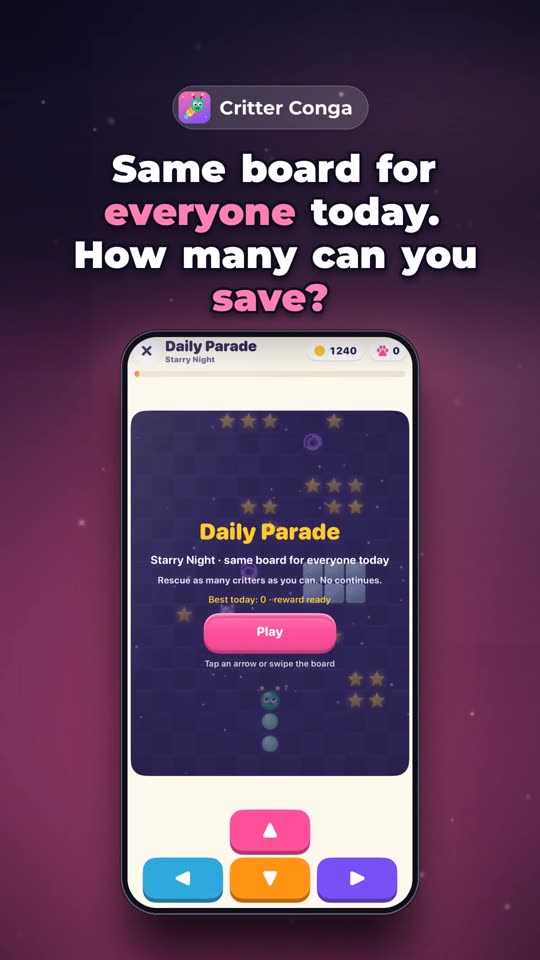 Critter Conga
Same board for
everyone today.
How many can you
save?
Daily Parade
Starry Night
1240
0
Daily Parade
Starry Night · same board for everyone today
Rescue as many critters as you can. No continues.
Best today: 0 · reward ready
Play
Tap an arrow or swipe the board